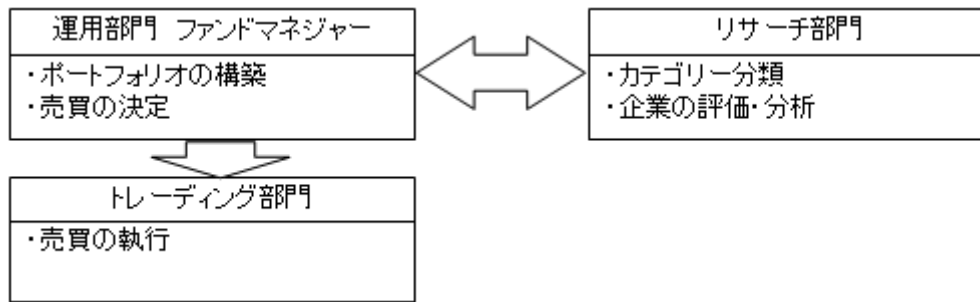 運用部門 ファンドマネジャー
・ポートフォリオの構築
・売買の決定
リサーチ部門
・カテゴリー分類
・企業の評価・分析
トレーディング部門
・売買の執行